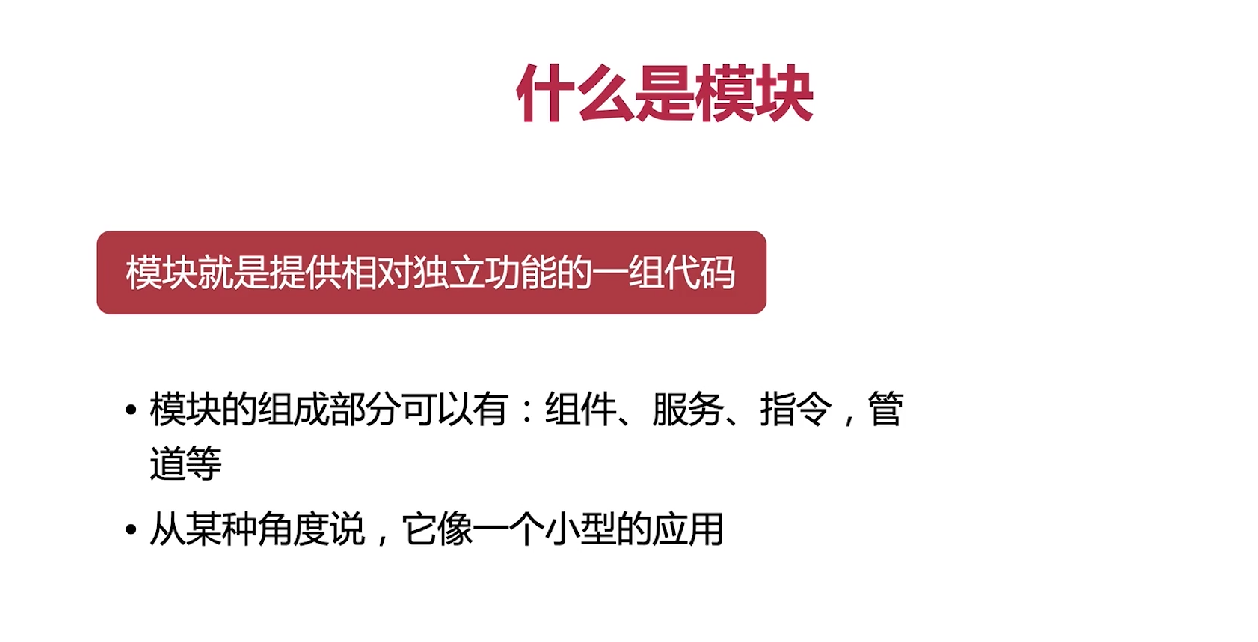 什么是模块
模块就是提供相对独立功能的一组代码
• 模块的组成部分可以有：组件、服务、指令，管
道等
• 从某种角度说，它像一个小型的应用